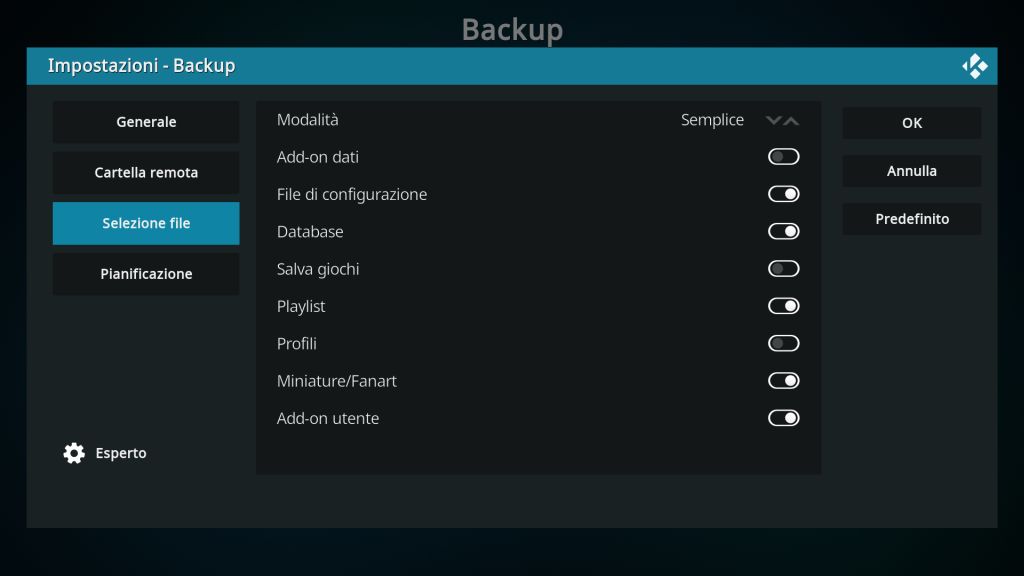 Backup
Impostazioni - Backup
Generale
Cartella remota
Selezione file
Pianificazione
Esperto
Modalità Semplice
Add-on dati
File di configurazione
Database
Salva giochi
Playlist
Profili
Miniature/Fanart
Add-on utente
OK
Annulla
Predefinito